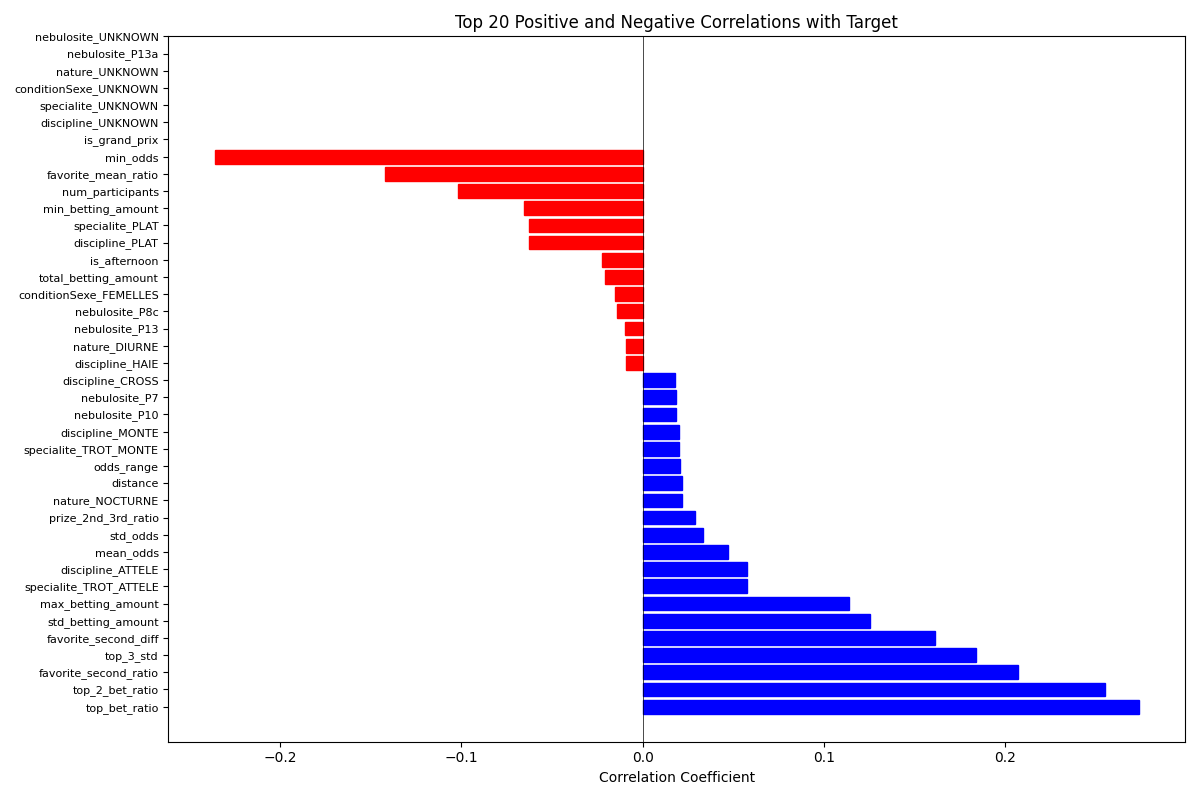 Top 20 Positive and Negative Correlations with Target
nebulosite_UNKNOWN
nebulosite_P13a
nature_UNKNOWN
conditionSexe_UNKNOWN
specialite_UNKNOWN
discipline_UNKNOWN
is_grand_prix
min_odds
favorite_mean_ratio
num_participants
min_betting_amount
specialite_PLAT
discipline_PLAT
is_afternoon
total_betting_amount
conditionSexe_FEMELLES
nebulosite_P8c
nebulosite_P13
nature_DIURNE
discipline_HAIE
discipline_CROSS
nebulosite_P7
nebulosite_P10
discipline_MONTE
specialite_TROT_MONTE
odds_range
distance
nature_NOCTURNE
prize_2nd_3rd_ratio
std_odds
mean_odds
discipline_ATTELE
specialite_TROT_ATTELE
max_betting_amount
std_betting_amount
favorite_second_diff
top_3_std
favorite_second_ratio
top_2_bet_ratio
top_bet_ratio
−0.2 −0.1 0.0 0.1 0.2
Correlation Coefficient